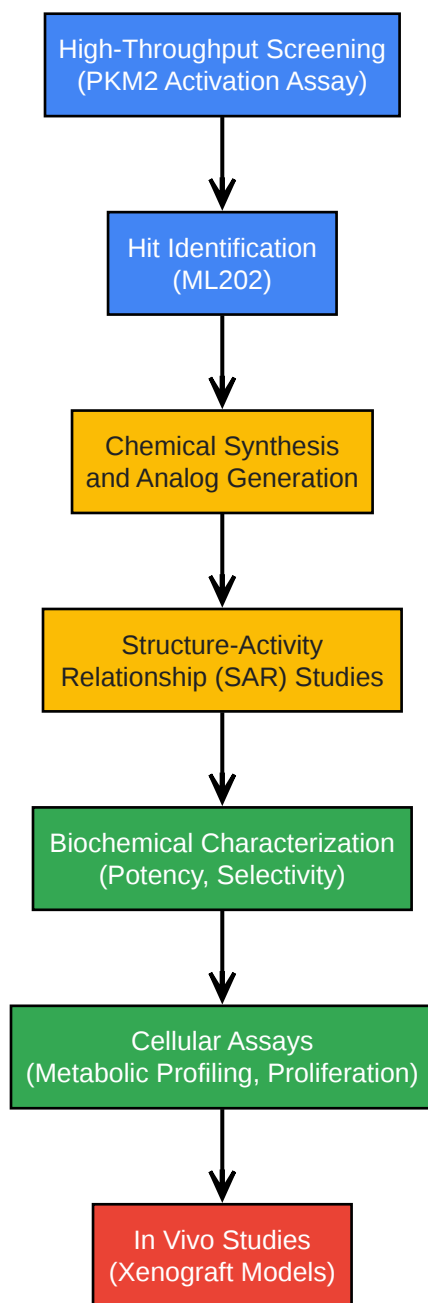 High-Throughput Screening
(PKM2 Activation Assay)
Hit Identification
(ML202)
Chemical Synthesis
and Analog Generation
Structure-Activity
Relationship (SAR) Studies
Biochemical Characterization
(Potency, Selectivity)
Cellular Assays
(Metabolic Profiling, Proliferation)
In Vivo Studies
(Xenograft Models)